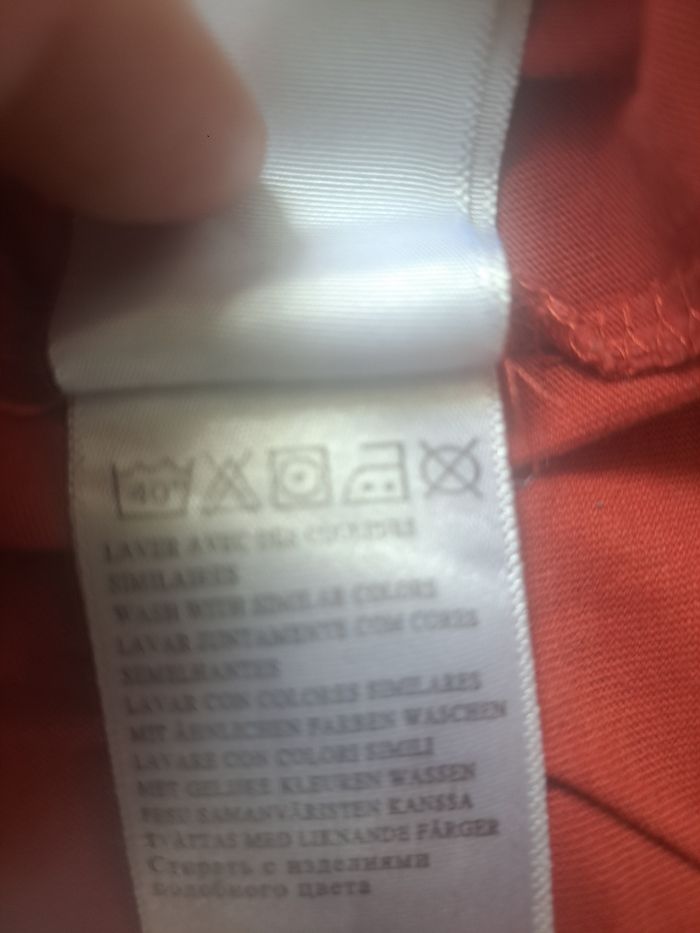 40°
LAVER AVEC DES COULEURS
SIMILAIRES
WASH WITH SIMILAR COLORS
LAVAR JUNTAMENTE COM CORES
SEMELHANTES
LAVAR CON COLORES SIMILARES
MIT ÄHNLICHEN FARBEN WASCHEN
LAVARE CON COLORI SIMILI
MET GELIJKE KLEUREN WASSEN
PESU SAMANVÄRISTEN KANSSA
TVÄTTAS MED LIKNANDE FÄRGER
Стирать с изделиями
подобного цвета